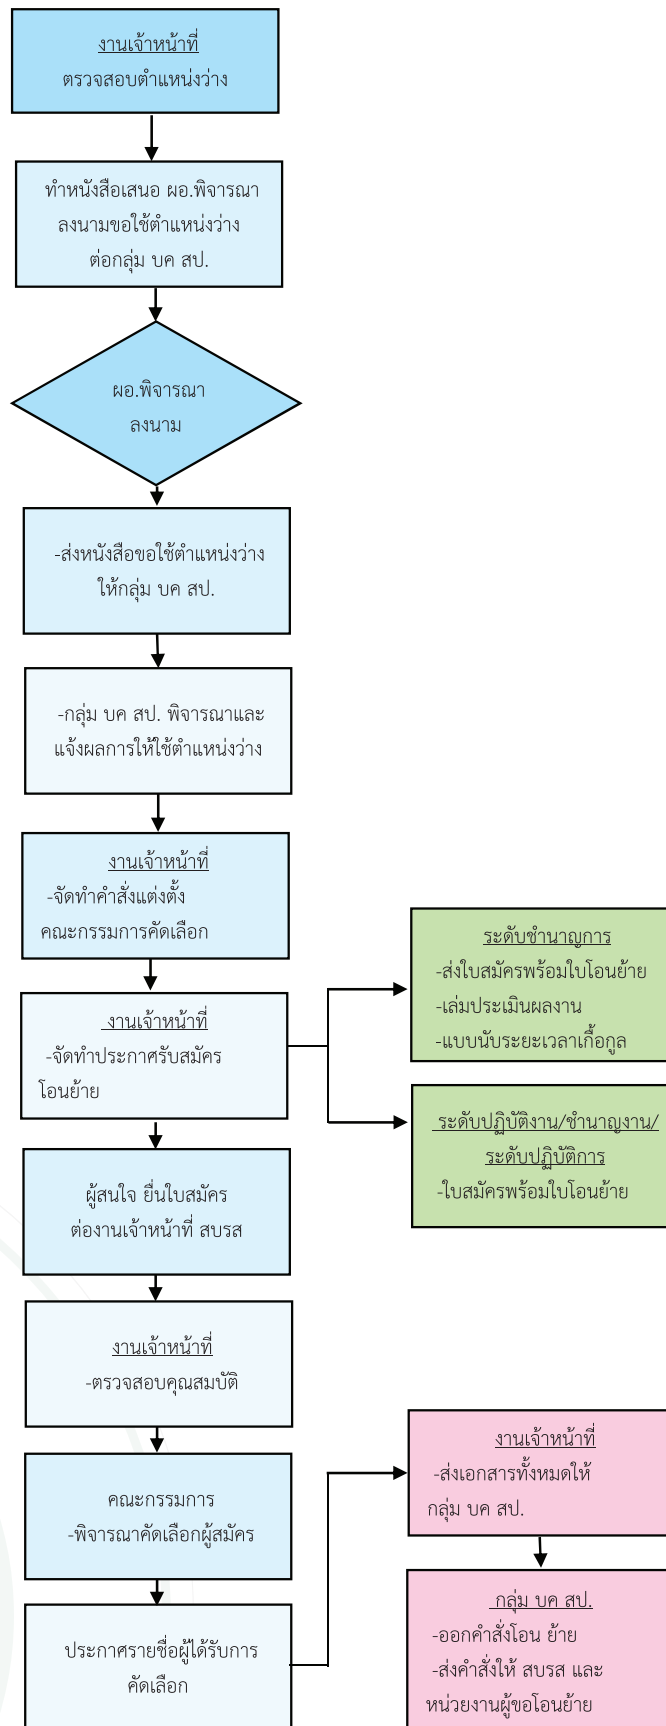 งานเจ้าหน้าที่
ตรวจสอบตำแหน่งว่าง
ทำหนังสือเสนอ ผอ.พิจารณา
ลงนามขอใช้ตำแหน่งว่าง
ต่อกลุ่ม บค สป.
ผอ.พิจารณา
ลงนาม
-ส่งหนังสือขอใช้ตำแหน่งว่าง
ให้กลุ่ม บค สป.
-กลุ่ม บค สป. พิจารณาและ
แจ้งผลการให้ใช้ตำแหน่งว่าง
งานเจ้าหน้าที่
-จัดทำคำสั่งแต่งตั้ง
คณะกรรมการคัดเลือก
งานเจ้าหน้าที่
-จัดทำประกาศรับสมัคร
โอนย้าย
ระดับชำนาญการ
-ส่งใบสมัครพร้อมใบโอนย้าย
-เล่มประเมินผลงาน
-แบบนับระยะเวลาเกื้อกูล
ระดับปฏิบัติงาน/ชำนาญงาน/
ระดับปฏิบัติการ
-ใบสมัครพร้อมใบโอนย้าย
ผู้สนใจ ยื่นใบสมัคร
ต่องานเจ้าหน้าที่ สบรส
งานเจ้าหน้าที่
-ตรวจสอบคุณสมบัติ
คณะกรรมการ
-พิจารณาคัดเลือกผู้สมัคร
ประกาศรายชื่อผู้ได้รับการ
คัดเลือก
งานเจ้าหน้าที่
-ส่งเอกสารทั้งหมดให้
กลุ่ม บค สป.
กลุ่ม บค สป.
-ออกคำสั่งโอน ย้าย
-ส่งคำสั่งให้ สบรส และ
หน่วยงานผู้ขอโอนย้าย